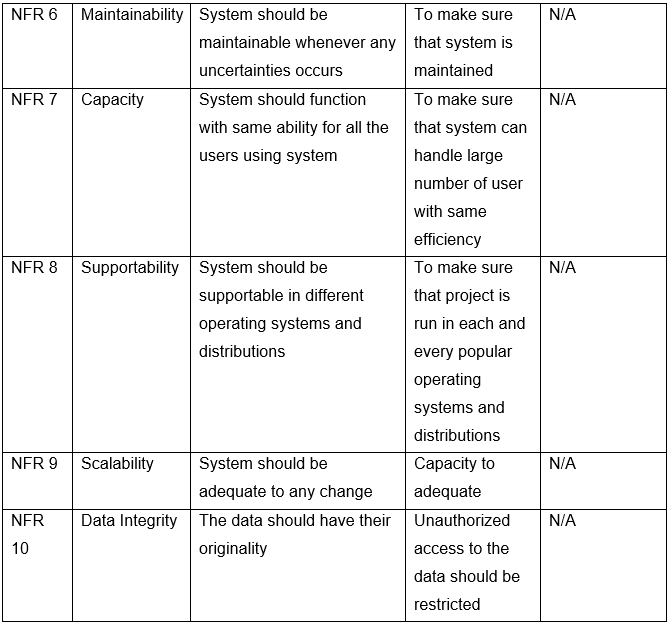 NFR 6 Maintainability System should be To make sure N/A
maintainable whenever any that system is
uncertainties occurs maintained
NFR 7 Capacity System should function To make sure N/A
with same ability for all the that system can
users using system handle large
number of user
with same
efficiency
NFR 8 Supportability System should be To make sure N/A
supportable in different that project is
operating systems and run in each and
distributions every popular
operating
systems and
distributions
NFR 9 Scalability System should be Capacity to N/A
adequate to any change adequate
NFR Data Integrity The data should have their Unauthorized N/A
10 originality access to the
data should be
restricted